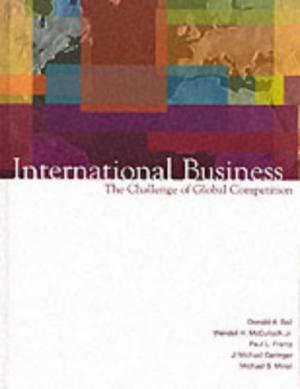 International Business
The Challenge of Global Competition
Donald A. Ball
Wendell H. McCulloch, Jr.
Paul L. Frantz
J. Michael Geringer
Michael S. Minor